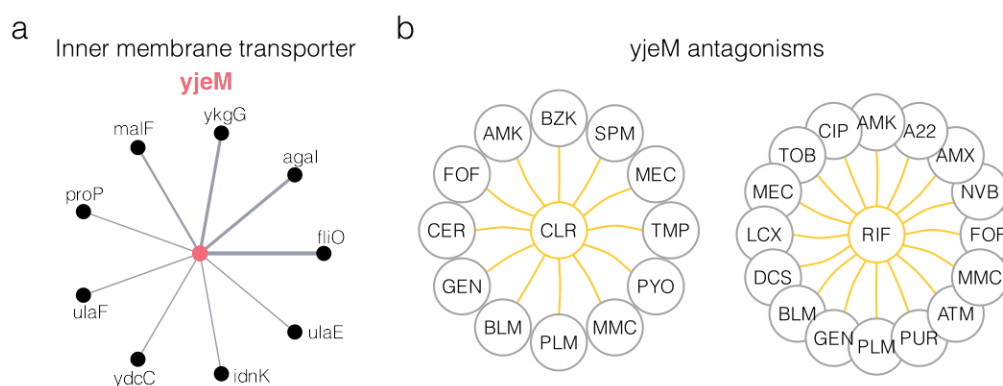 a
Inner membrane transporter
yjeM
ykgG
malF
agaI
proP
fliO
ulaF
ulaE
ydcC
idnK
b
yjeM antagonisms
BZK
AMK
SPM
FOF
MEC
CER
CLR
TMP
GEN
PYO
BLM
MMC
PLM
AMK
CIP
A22
TOB
AMX
MEC
NVB
LCX
RIF
FOF
DCS
MMC
BLM
ATM
GEN
PUR
PLM